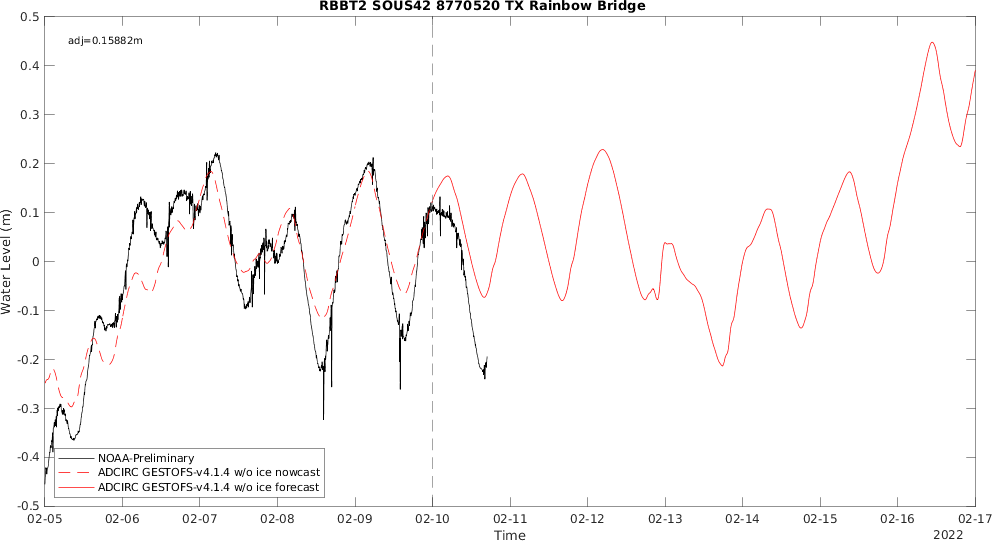 RBBT2 SOUS42 8770520 TX Rainbow Bridge
adj=0.15882m
0.5
0.4
0.3
0.2
0.1
0
-0.1
-0.2
-0.3
-0.4
-0.5
Water Level (m)
NOAA-Preliminary
ADCIRC GESTOFS-v4.1.4 w/o ice nowcast
ADCIRC GESTOFS-v4.1.4 w/o ice forecast
02-05 02-06 02-07 02-08 02-09 02-10 02-11 02-12 02-13 02-14 02-15 02-16 02-17
Time
2022